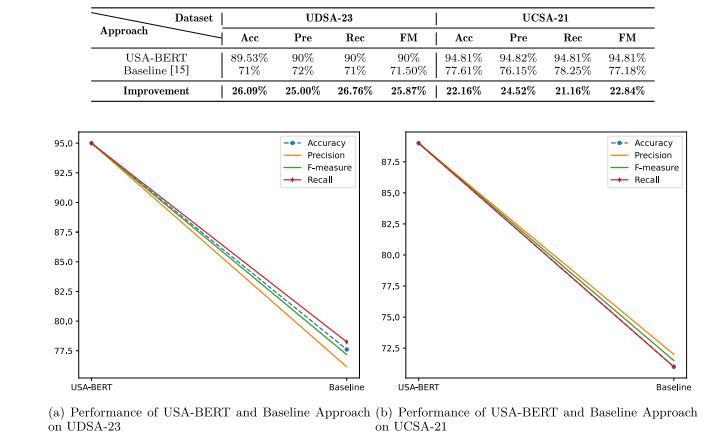 Dataset UDSA-23 UCSA-21
Approach Acc Pre Rec FM Acc Pre Rec FM
USA-BERT 89.53% 90% 90% 90% 94.81% 94.82% 94.81% 94.81%
Baseline [15] 71% 72% 71% 71.50% 77.61% 76.15% 78.25% 77.18%
Improvement 26.09% 25.00% 26.76% 25.87% 22.16% 24.52% 21.16% 22.84%
95,0
92,5
90,0
87,5
85,0
82,5
80,0
77,5
Accuracy
Precision
F-measure
Recall
USA-BERT Baseline
87,5
85,0
82,5
80,0
77,5
75,0
72,5
Accuracy
Precision
F-measure
Recall
USA-BERT Baseline
(a) Performance of USA-BERT and Baseline Approach
on UDSA-23
(b) Performance of USA-BERT and Baseline Approach
on UCSA-21